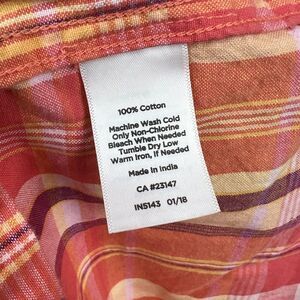 100% Cotton
Machine Wash Cold
Only Non-Chlorine
Bleach When Needed
Tumble Dry Low
Warm Iron, If Needed
Made in India
CA #23147
IN5143 01/18